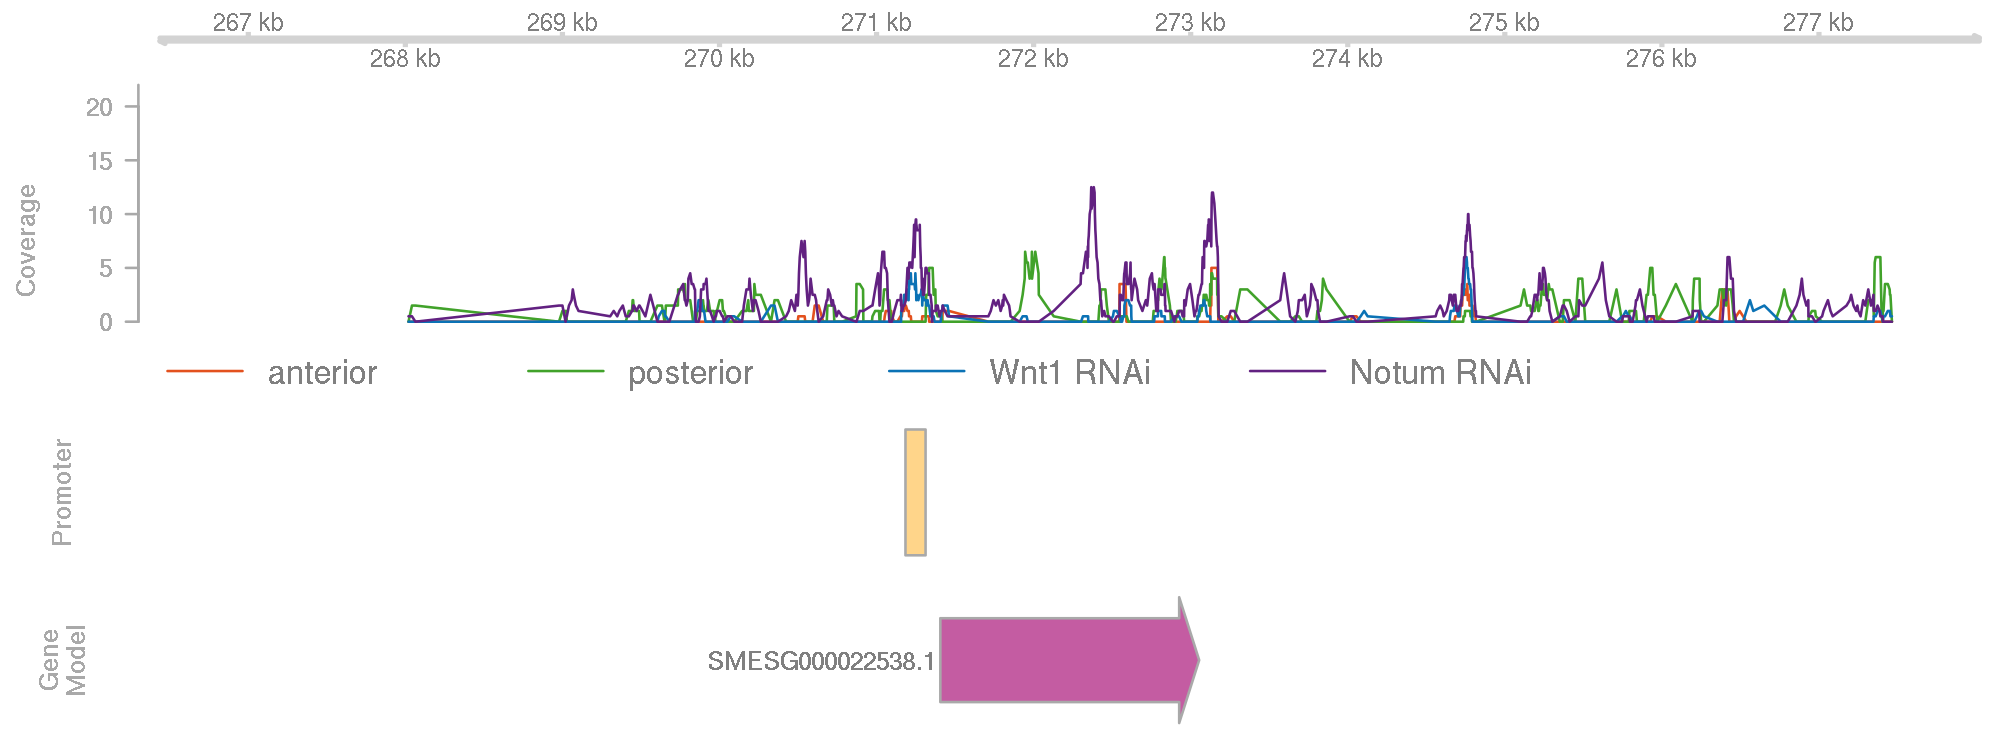 267 kb 269 kb 271 kb 273 kb 275 kb 277 kb
268 kb 270 kb 272 kb 274 kb 276 kb
20
15
10
5
0
Coverage
anterior posterior Wnt1 RNAi Notum RNAi
Promoter
Gene
Model
SMESG000022538.1